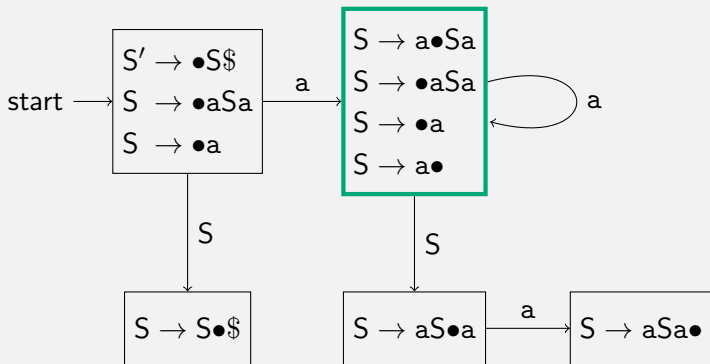 S′ → •S$
S → •aSa
S → •a
start
a
S → a•Sa
S → •aSa
S → •a
S → a•
a
S
S
S → S•$
S → aS•a
a
S → aSa•